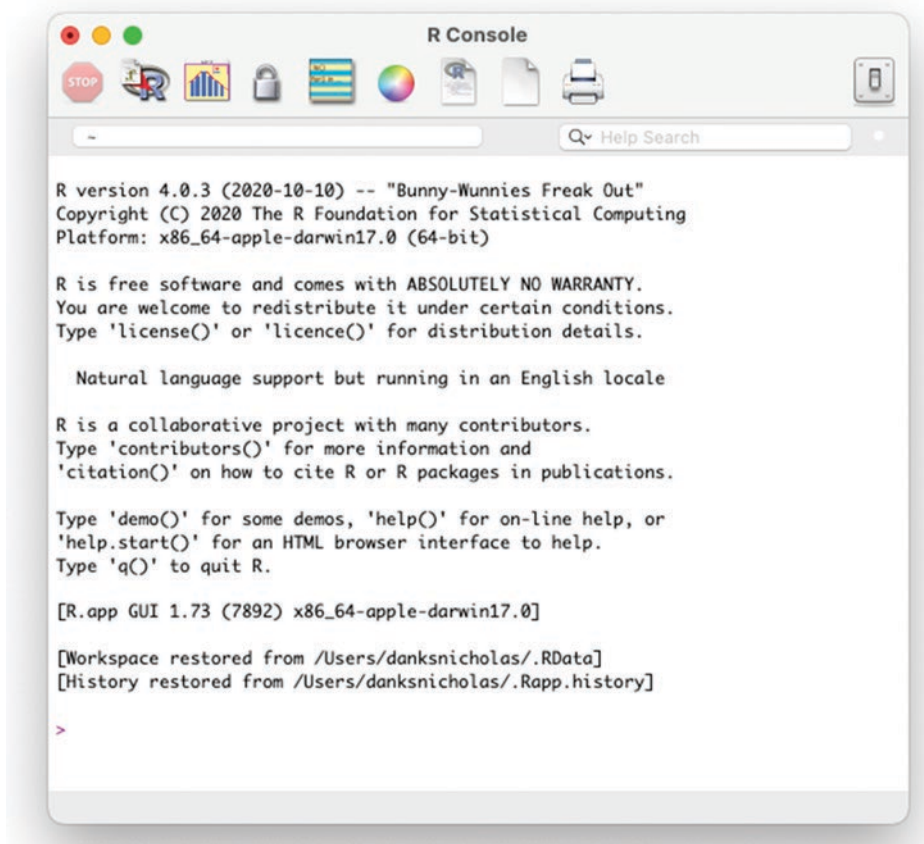 R Console
STOP
~
Help Search
R version 4.0.3 (2020-10-10) -- "Bunny-Wunnies Freak Out"
Copyright (C) 2020 The R Foundation for Statistical Computing
Platform: x86_64-apple-darwin17.0 (64-bit)
R is free software and comes with ABSOLUTELY NO WARRANTY.
You are welcome to redistribute it under certain conditions.
Type 'license()' or 'licence()' for distribution details.
Natural language support but running in an English locale
R is a collaborative project with many contributors.
Type 'contributors()' for more information and
'citation()' on how to cite R or R packages in publications.
Type 'demo()' for some demos, 'help()' for on-line help, or
'help.start()' for an HTML browser interface to help.
Type 'q()' to quit R.
[R.app GUI 1.73 (7892) x86_64-apple-darwin17.0]
[Workspace restored from /Users/danksnicholas/.RData]
[History restored from /Users/danksnicholas/.Rapp.history]
>